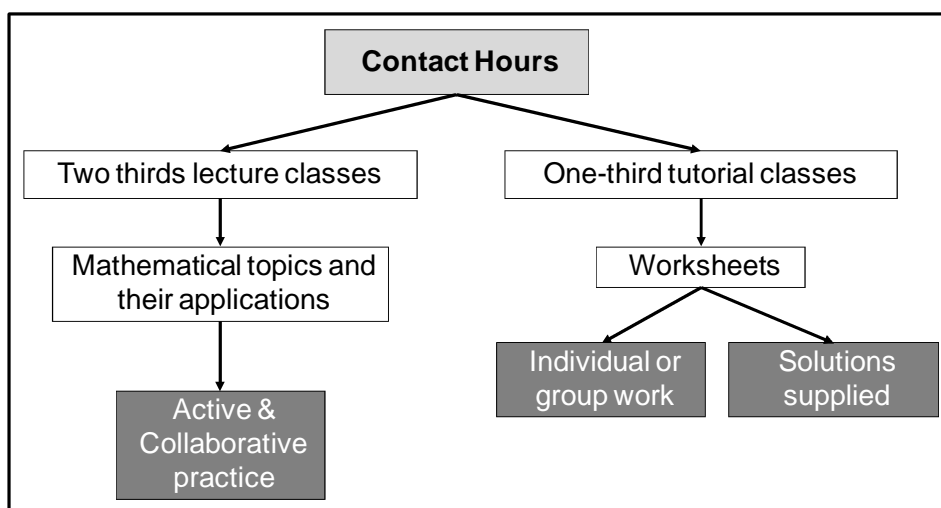 Contact Hours
Two thirds lecture classes
One-third tutorial classes
Mathematical topics and
their applications
Worksheets
Individual or
group work
Solutions
supplied
Active &
Collaborative
practice